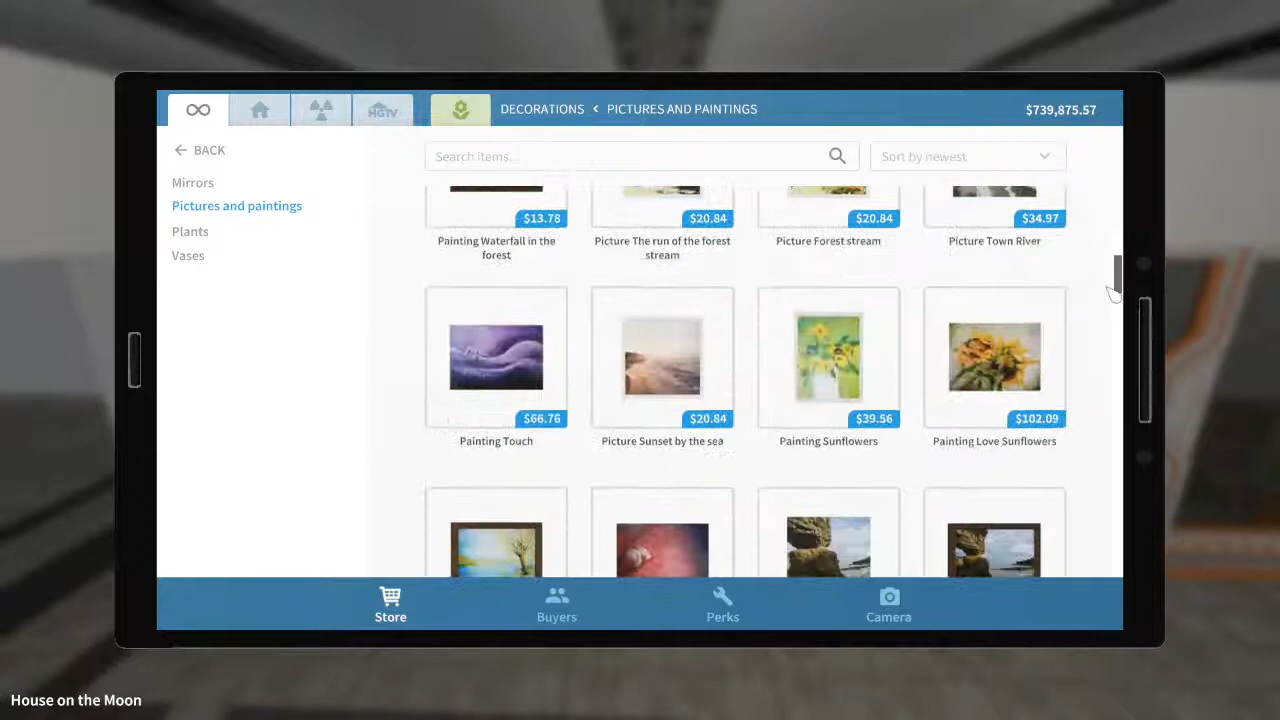 HGTV
DECORATIONS < PICTURES AND PAINTINGS
$739,875.57
BACK
Search items...
Sort by newest
Mirrors
Pictures and paintings
Plants
Vases
$13.78
$20.84
$20.84
$34.97
Painting Waterfall in the
forest
Picture The run of the forest
stream
Picture Forest stream
Picture Town River
$66.76
$20.84
$39.56
$102.09
Painting Touch
Picture Sunset by the sea
Painting Sunflowers
Painting Love Sunflowers
Store
Buyers
Perks
Camera
House on the Moon